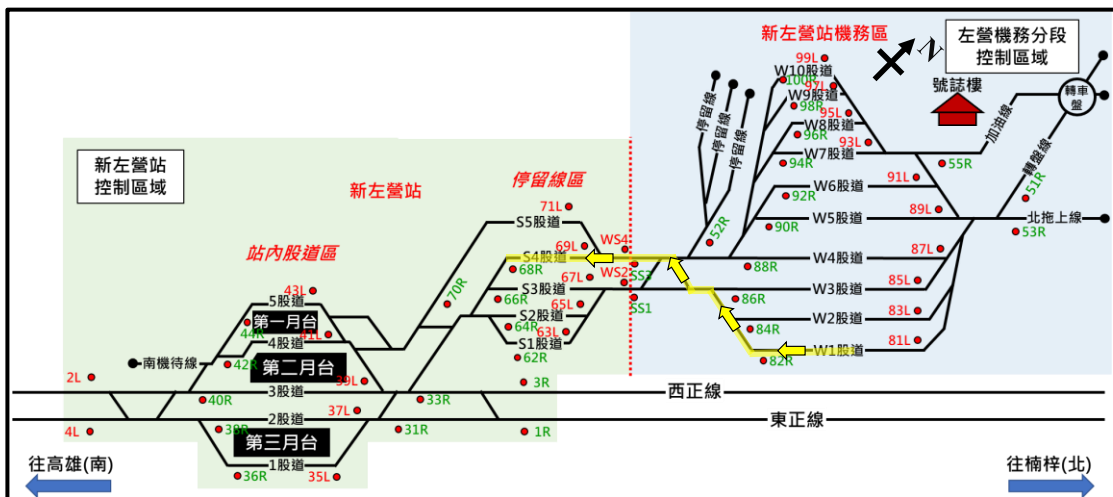 新左營站機務區
N
左營機務分段
控制區域
號誌樓
轉車
盤
99L
W10股道
100R
97L
W9股道
98R
95L
W8股道
96R
93L
W7股道
94R
停留線
停留線
停留線
加油線
轉盤線
55R
91L
W6股道
92R
51R
89L
W5股道
90R
52R
北拖上線
53R
87L
W4股道
88R
85L
W3股道
86R
83L
W2股道
84R
81L
W1股道
82R
新左營站
控制區域
新左營站
停留線區
站內股道區
71L
S5股道
69L
WS4
S4股道
SS3
68R
67L
WS2
S3股道
SS1
66R
65L
S2股道
64R
63L
S1股道
62R
70R
43L
5股道
第一月台
44R
41L
4股道
42R
第二月台
南機待線
2L
39L
3股道
40R
33R
3R
西正線
37L
2股道
38R
31R
1R
東正線
4L
第三月台
1股道
36R
35L
往高雄(南)
往楠梓(北)